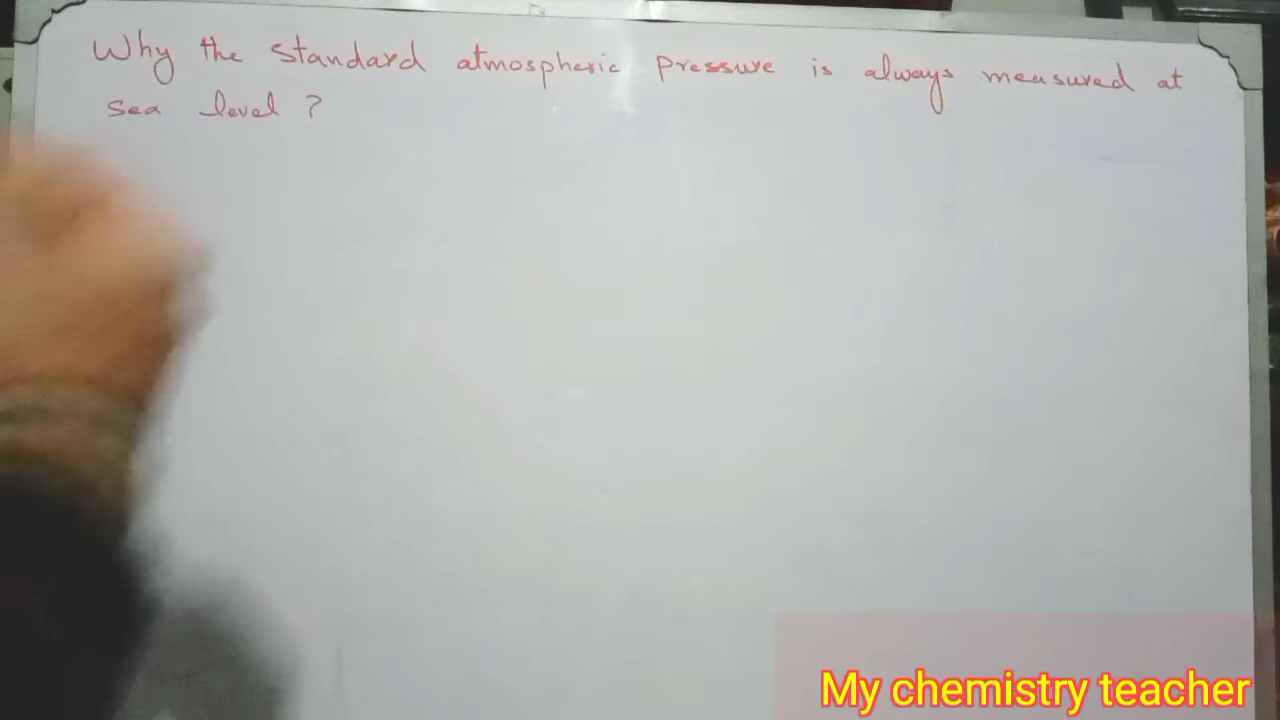 Why the standard atmospheric pressure is always measured at
sea level ?
My chemistry teacher